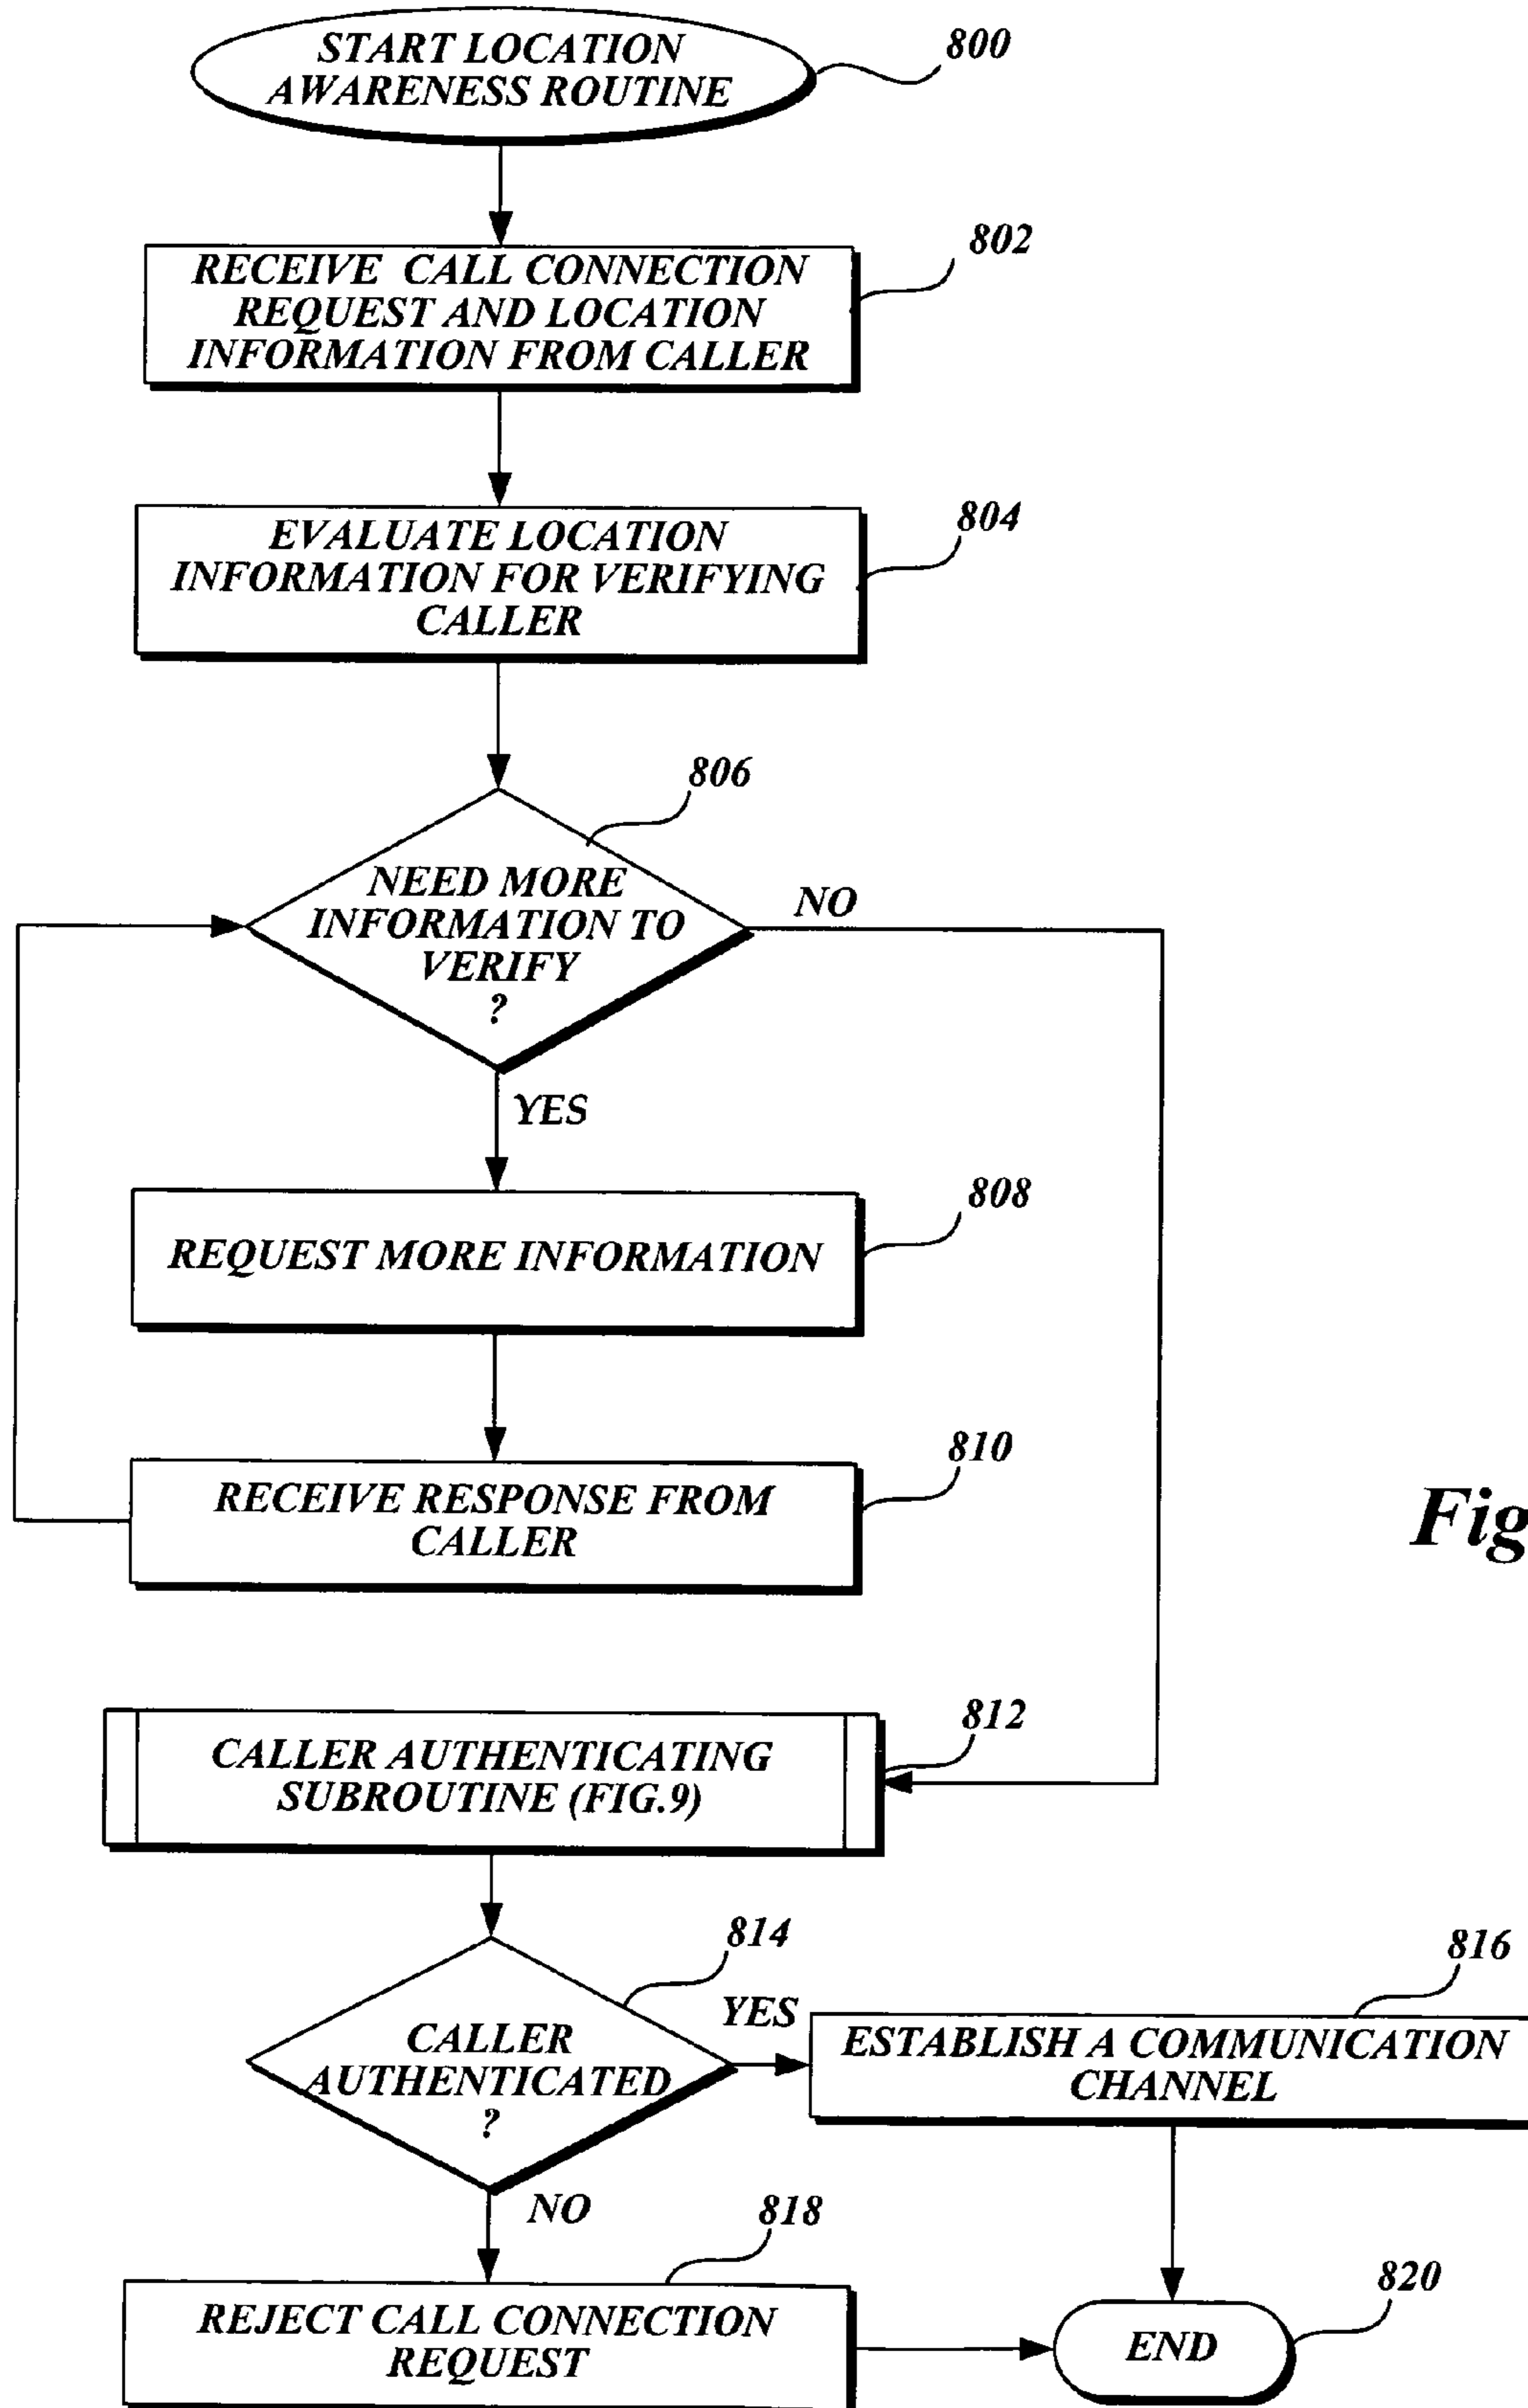 START LOCATION
AWARENESS ROUTINE
800
RECEIVE CALL CONNECTION
REQUEST AND LOCATION
INFORMATION FROM CALLER
802
EVALUATE LOCATION
INFORMATION FOR VERIFYING
CALLER
804
806
NEED MORE
INFORMATION TO
VERIFY
?
NO
YES
REQUEST MORE INFORMATION
808
RECEIVE RESPONSE FROM
CALLER
810
Fig
CALLER AUTHENTICATING
SUBROUTINE (FIG.9)
812
814
CALLER
AUTHENTICATED
?
YES
816
ESTABLISH A COMMUNICATION
CHANNEL
NO
818
REJECT CALL CONNECTION
REQUEST
820
END